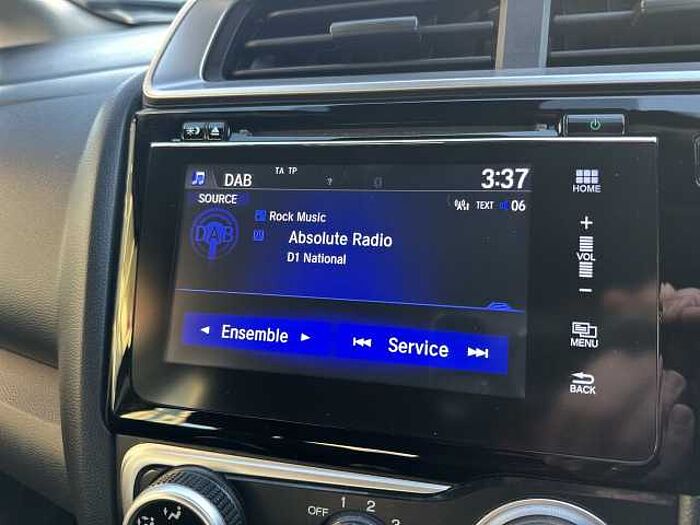 DAB TA TP ? 3:37
SOURCE
TEXT 06
DAB
Rock Music
Absolute Radio
D1 National
◄ Ensemble ►
⏮ Service ⏭
HOME
+
VOL
−
MENU
BACK
OFF 1 2